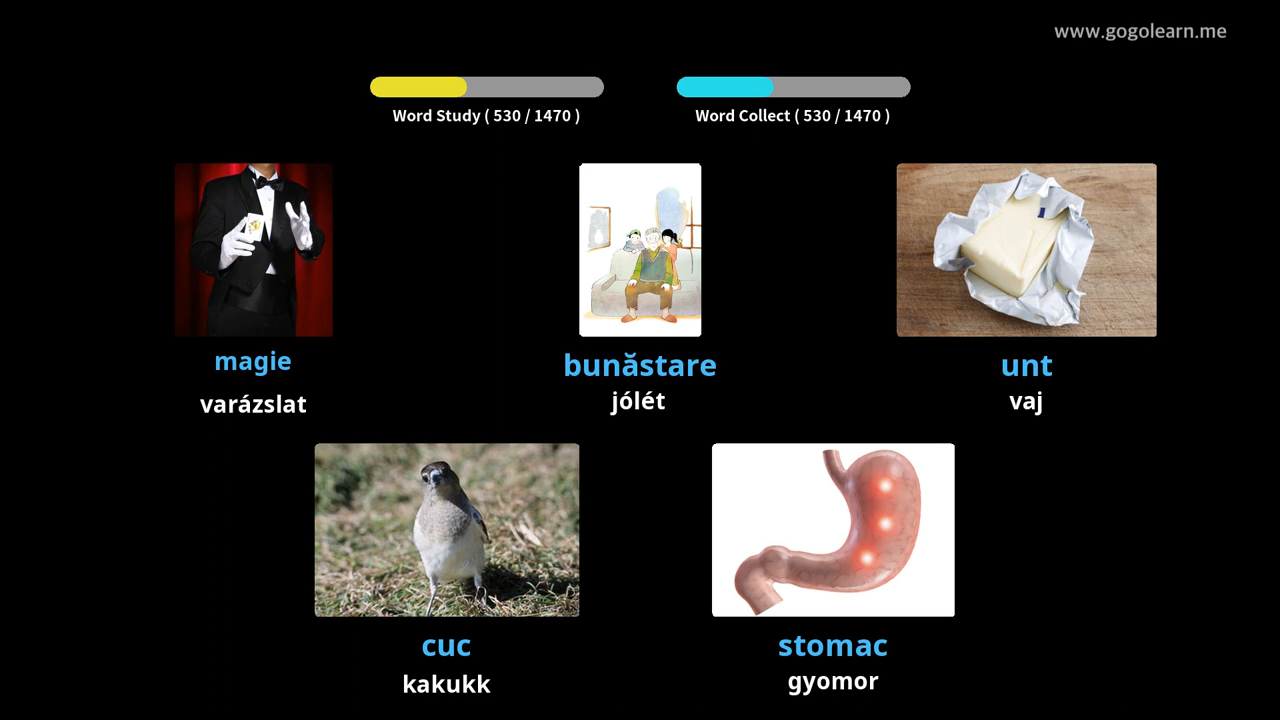 www.gogolearn.me
Word Study ( 530 / 1470 )
Word Collect ( 530 / 1470 )
magie
varázslat
bunăstare
jólét
unt
vaj
cuc
kakukk
stomac
gyomor